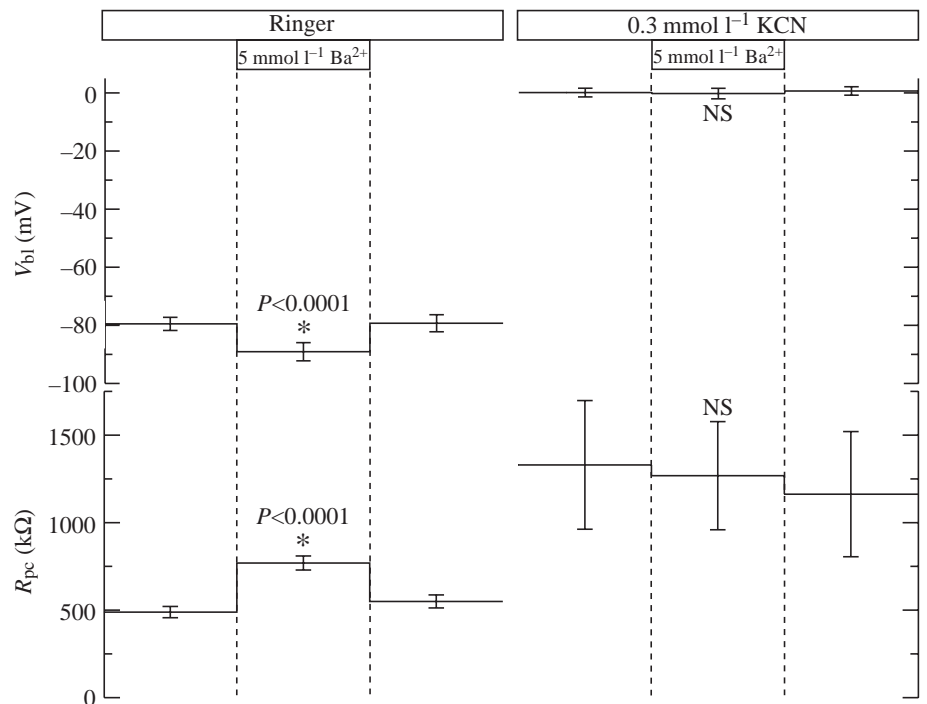 Ringer
0.3 mmol l⁻¹ KCN
5 mmol l⁻¹ Ba²⁺
5 mmol l⁻¹ Ba²⁺
V_bl (mV)
0
–20
–40
–60
–80
–100
P<0.0001
*
NS
R_pc (kΩ)
1500
1000
500
0
P<0.0001
*
NS